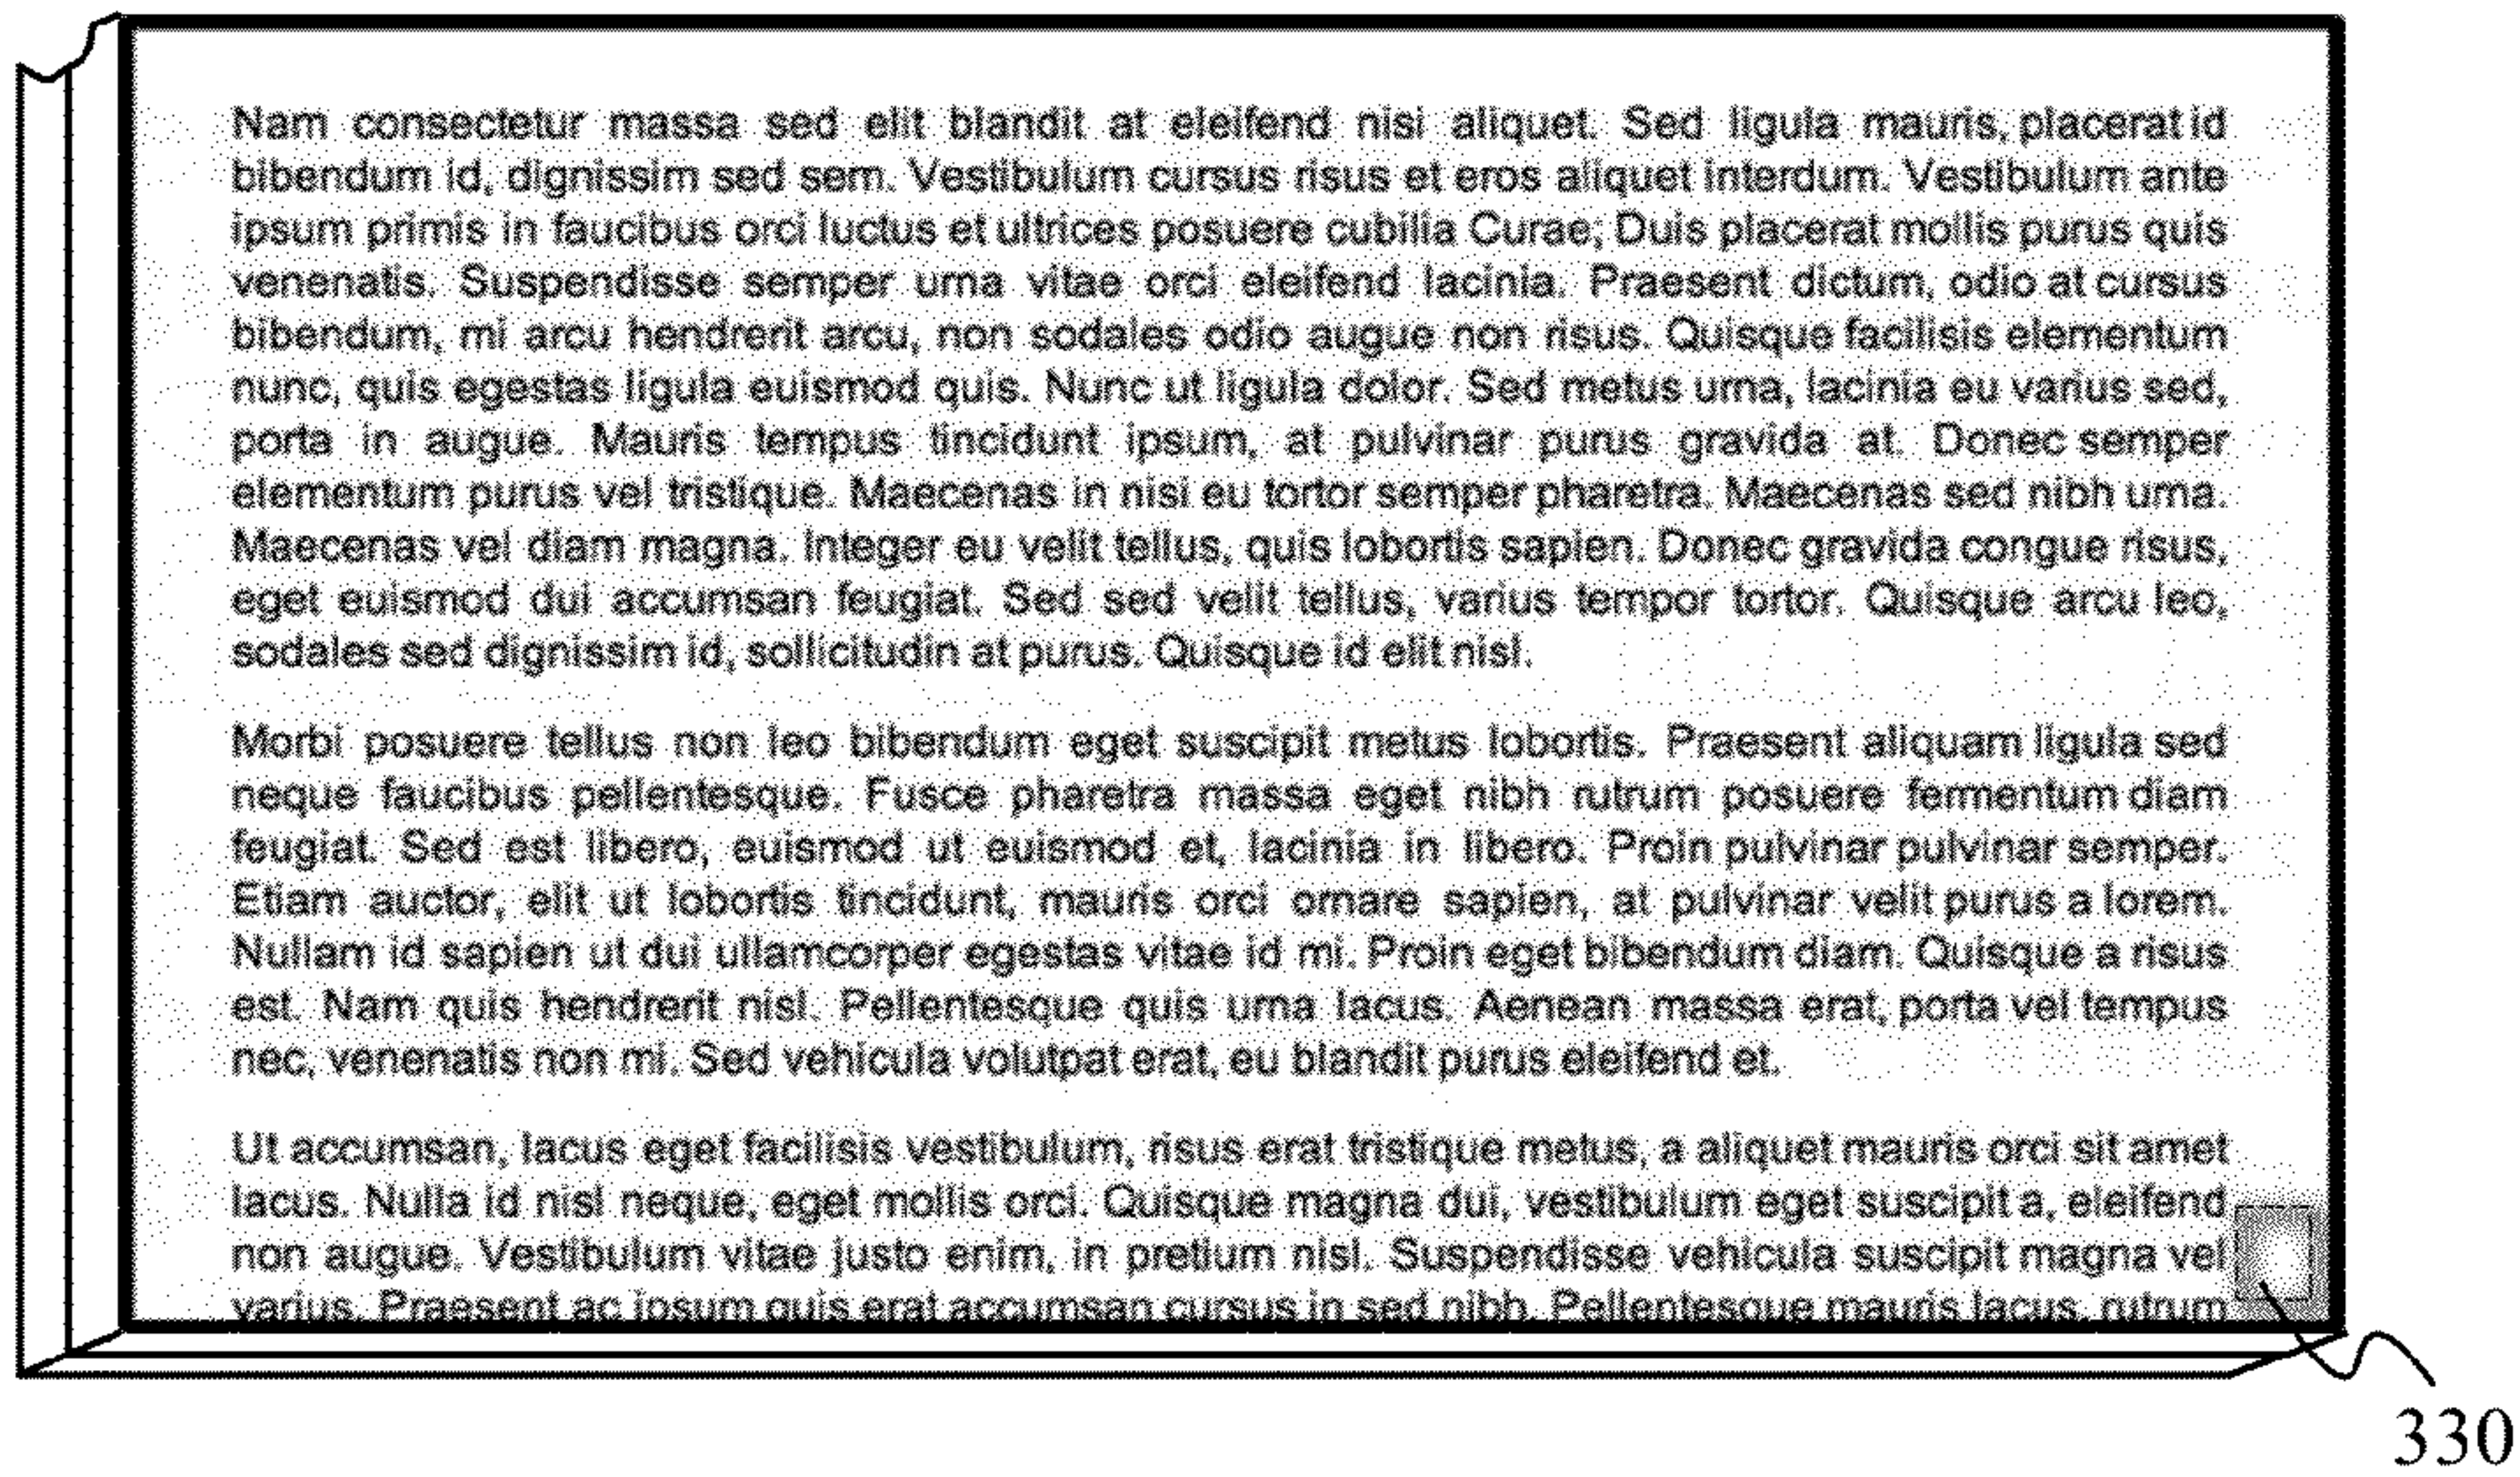 Nam consectetur massa sed elit blandit at eleifend nisi aliquet. Sed ligula mauris, placerat id
bibendum id, dignissim sed sem. Vestibulum cursus risus et eros aliquet interdum. Vestibulum ante
ipsum primis in faucibus orci luctus et ultrices posuere cubilia Curae; Duis placerat mollis purus quis
venenatis. Suspendisse semper urna vitae orci eleifend lacinia. Praesent dictum, odio at cursus
bibendum, mi arcu hendrerit arcu, non sodales odio augue non risus. Quisque facilisis elementum
nunc, quis egestas ligula euismod quis. Nunc ut ligula dolor. Sed metus urna, lacinia eu varius sed,
porta in augue. Mauris tempus tincidunt ipsum, at pulvinar purus gravida at. Donec semper
elementum purus vel tristique. Maecenas in nisi eu tortor semper pharetra. Maecenas sed nibh urna.
Maecenas vel diam magna. Integer eu velit tellus, quis lobortis sapien. Donec gravida congue risus,
eget euismod dui accumsan feugiat. Sed sed velit tellus, varius tempor tortor. Quisque arcu leo,
sodales sed dignissim id, sollicitudin at purus. Quisque id elit nisl.
Morbi posuere tellus non leo bibendum eget suscipit metus lobortis. Praesent aliquam ligula sed
neque faucibus pellentesque. Fusce pharetra massa eget nibh rutrum posuere fermentum diam
feugiat. Sed est libero, euismod ut euismod et, lacinia in libero. Proin pulvinar pulvinar semper.
Etiam auctor, elit ut lobortis tincidunt, mauris orci ornare sapien, at pulvinar velit purus a lorem.
Nullam id sapien ut dui ullamcorper egestas vitae id mi. Proin eget bibendum diam. Quisque a risus
est. Nam quis hendrerit nisl. Pellentesque quis urna lacus. Aenean massa erat, porta vel tempus
nec, venenatis non mi. Sed vehicula volutpat erat, eu blandit purus eleifend et.
Ut accumsan, lacus eget facilisis vestibulum, risus erat tristique metus, a aliquet mauris orci sit amet
lacus. Nulla id nisl neque, eget mollis orci. Quisque magna dui, vestibulum eget suscipit a, eleifend
non augue. Vestibulum vitae justo enim, in pretium nisl. Suspendisse vehicula suscipit magna vel
varius. Praesent ac ipsum quis erat accumsan cursus in sed nibh. Pellentesque mauris lacus, rutrum
330